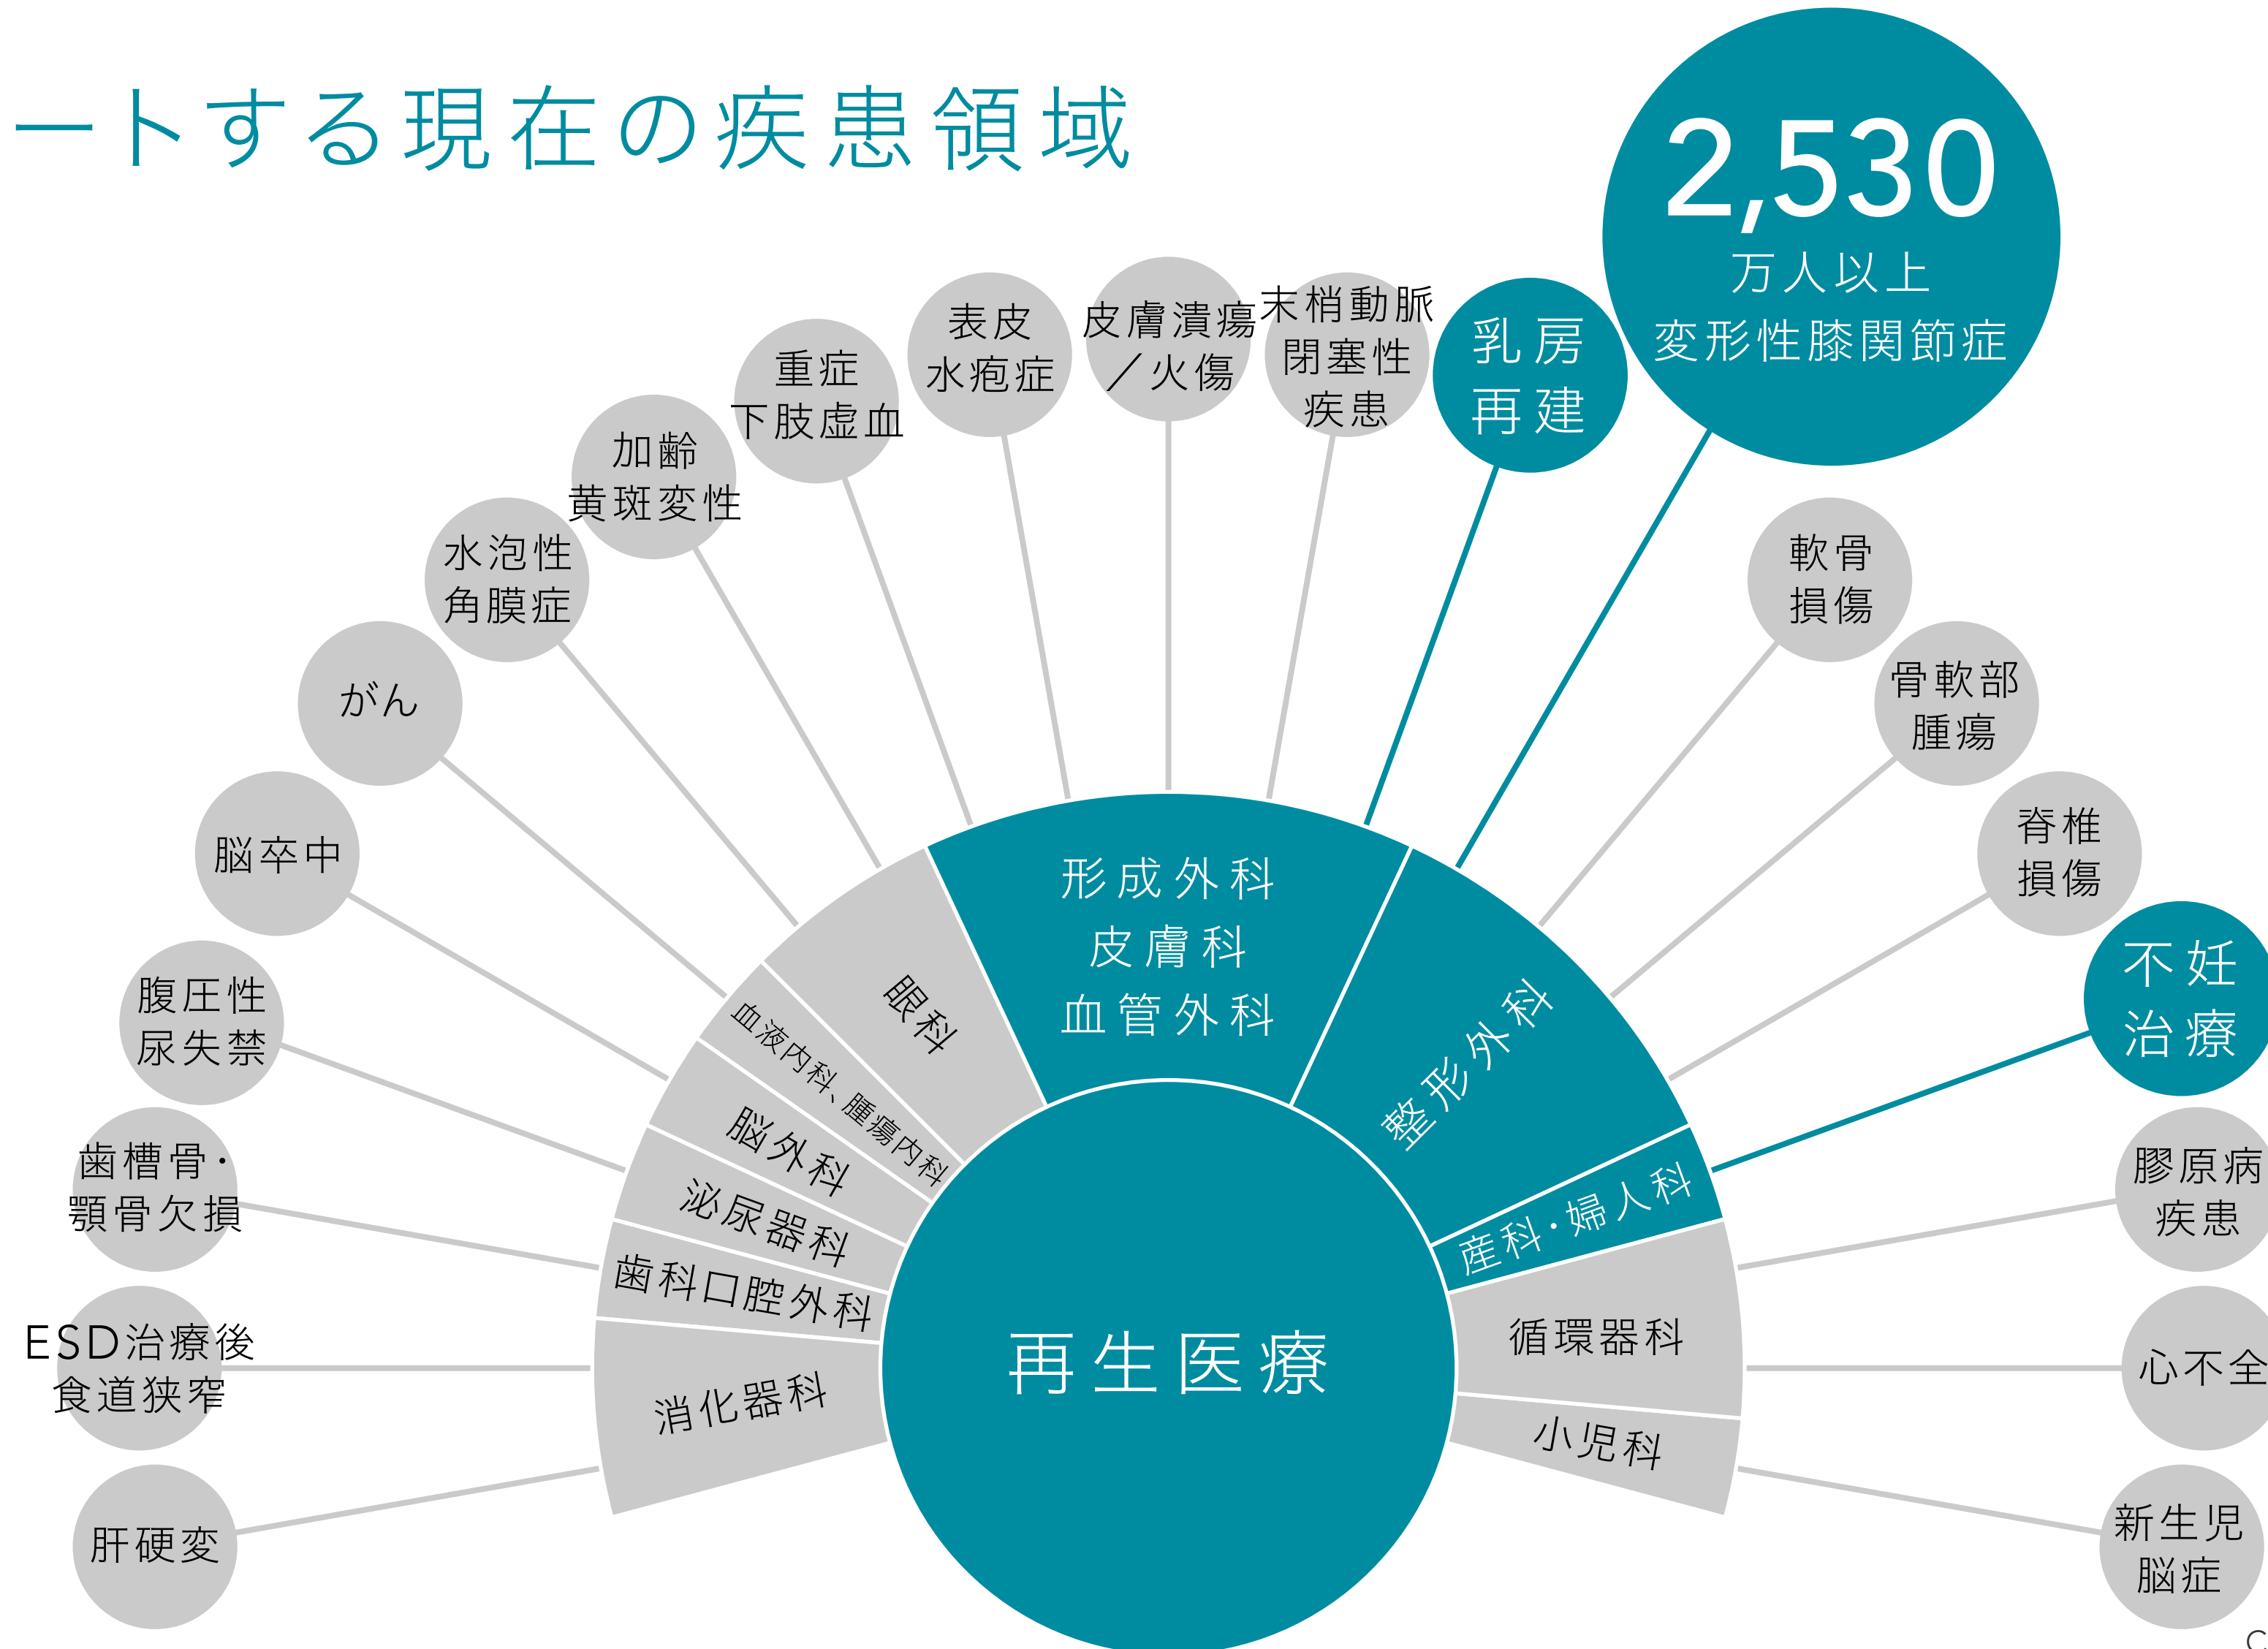 ートする現在の疾患領域
2,530
万人以上
変形性膝関節症
乳房
再建
末梢動脈
閉塞性
疾患
皮膚潰瘍
／火傷
表皮
水疱症
重症
下肢虚血
加齢
黄斑変性
水泡性
角膜症
がん
脳卒中
腹圧性
尿失禁
歯槽骨・
顎骨欠損
ESD治療後
食道狭窄
肝硬変
軟骨
損傷
骨軟部
腫瘍
脊椎
損傷
不妊
治療
膠原病
疾患
心不全
新生児
脳症
形成外科
皮膚科
血管外科
眼科
血液内科、腫瘍内科
脳外科
泌尿器科
歯科口腔外科
消化器科
整形外科
産科・婦人科
循環器科
小児科
再生医療